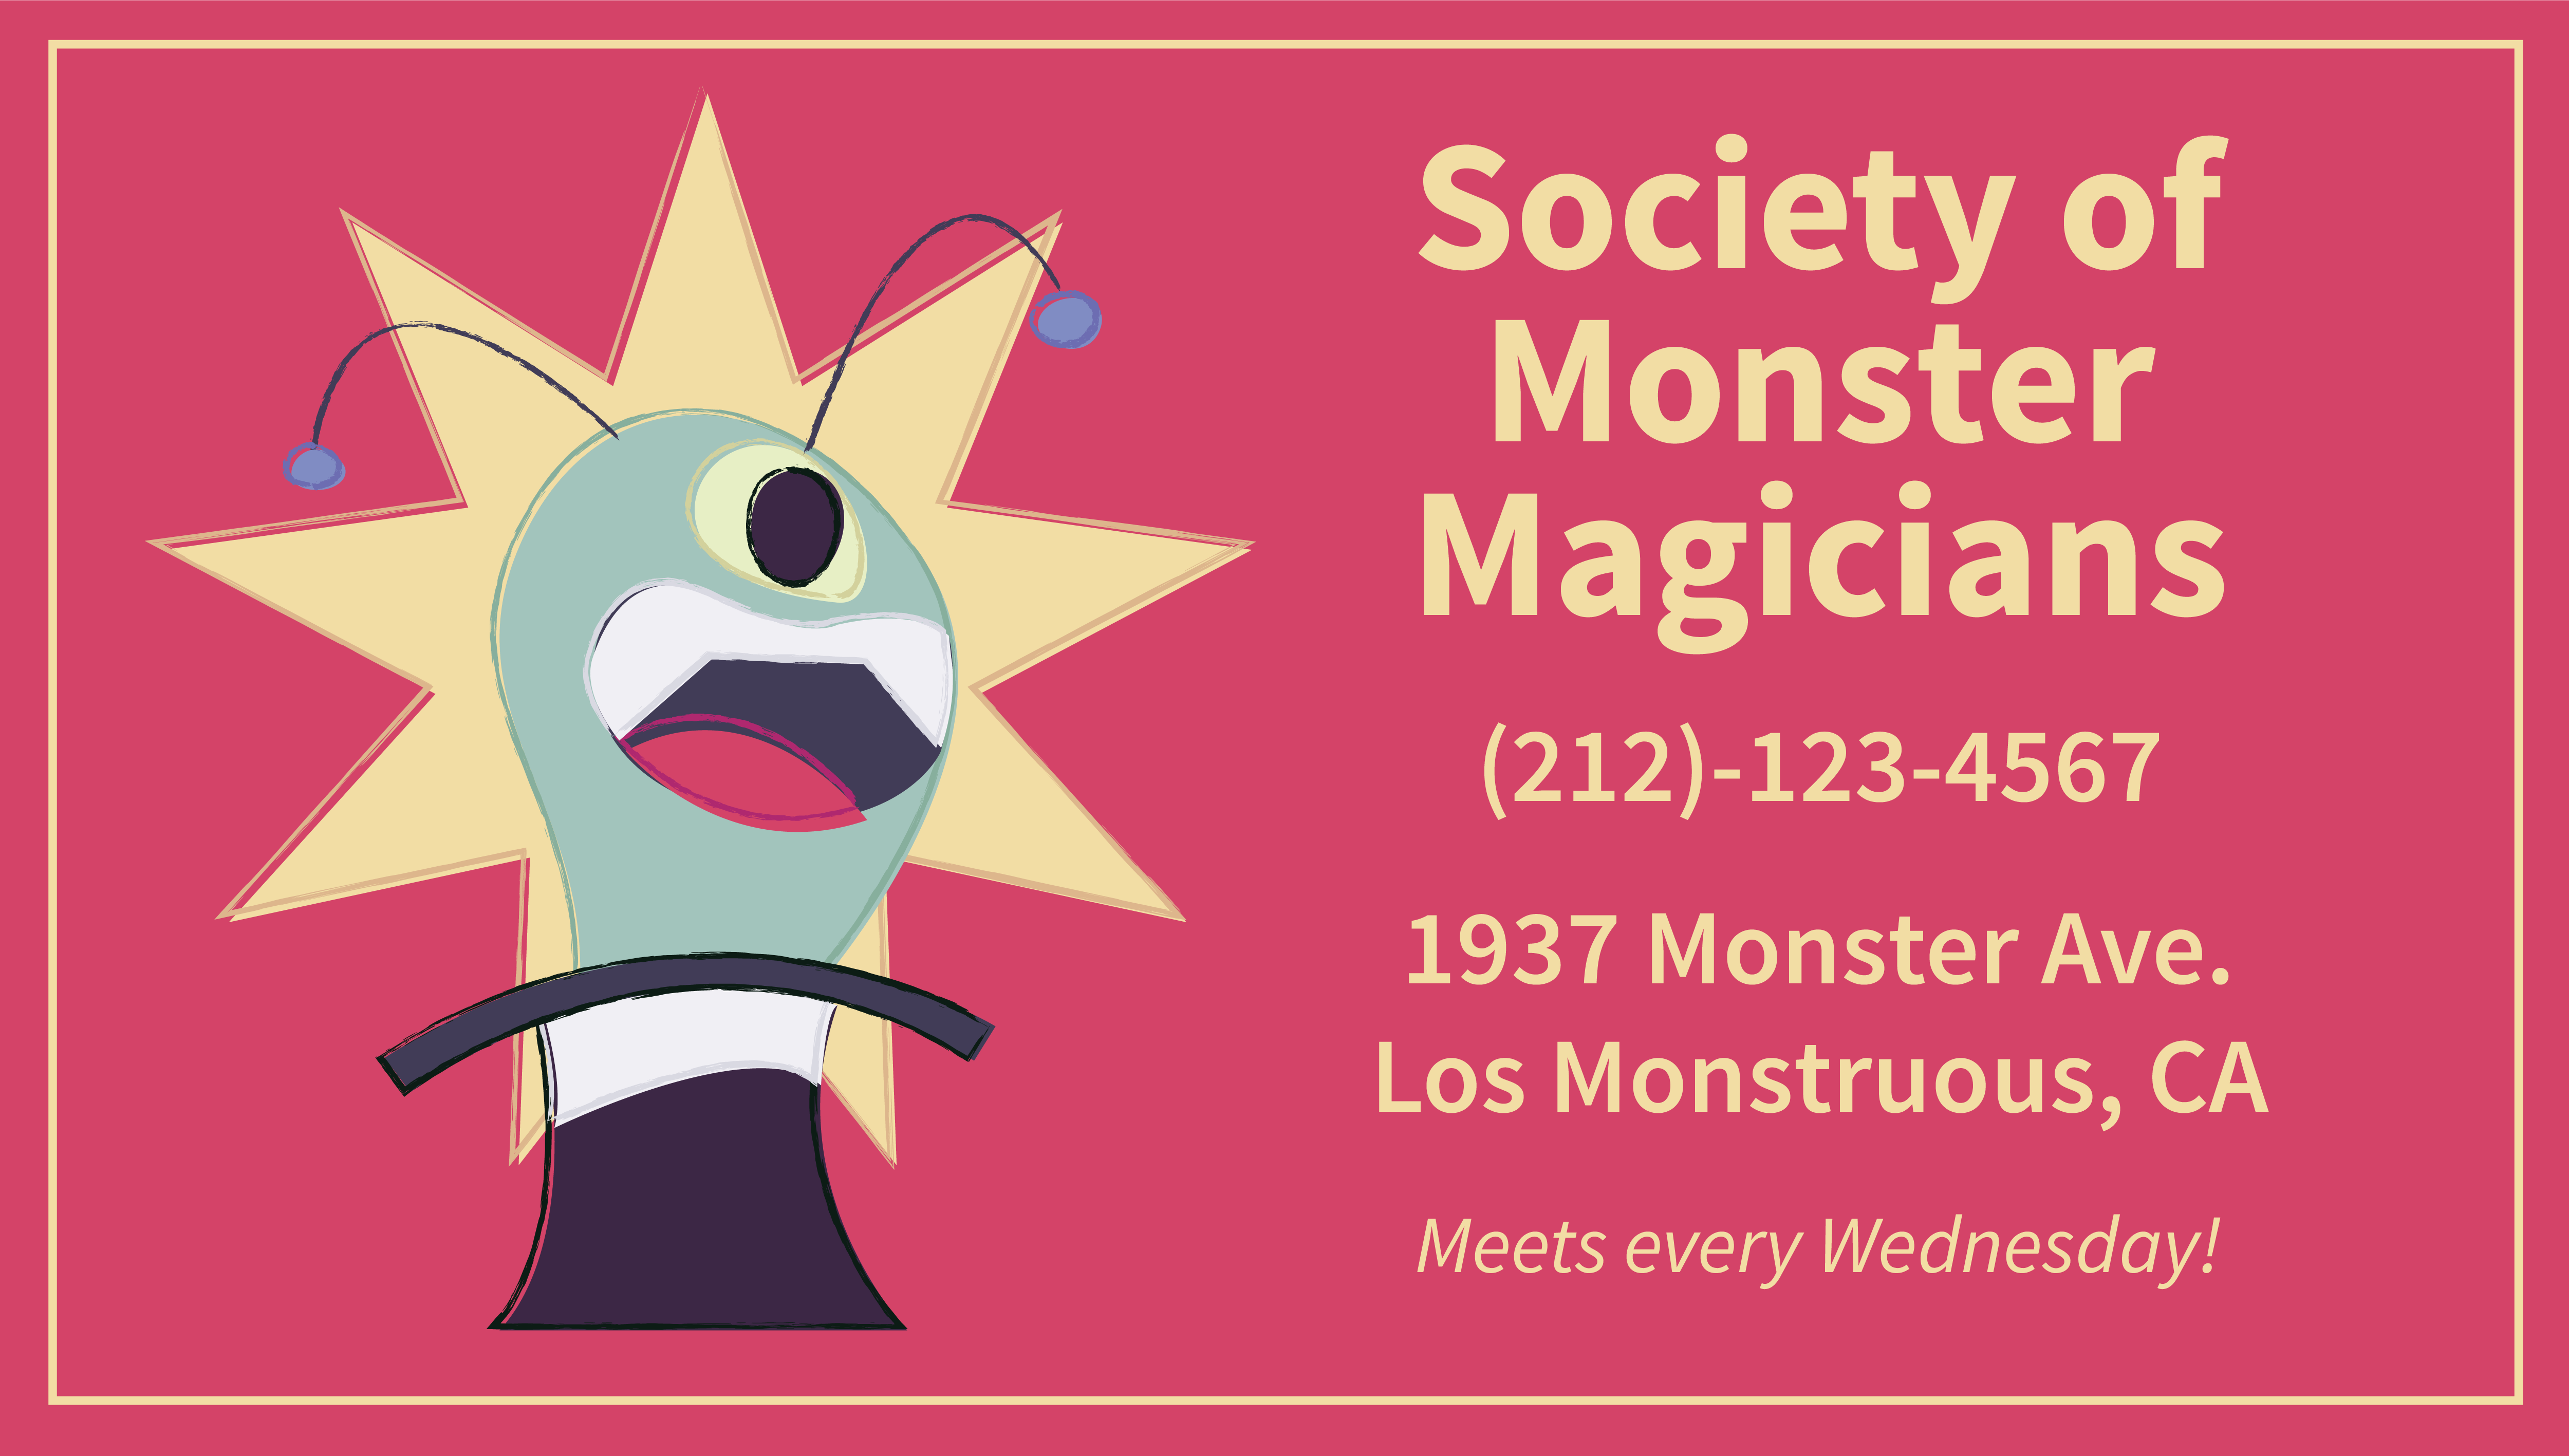 Society of
Monster
Magicians
(212)-123-4567
1937 Monster Ave.
Los Monstruous, CA
Meets every Wednesday!